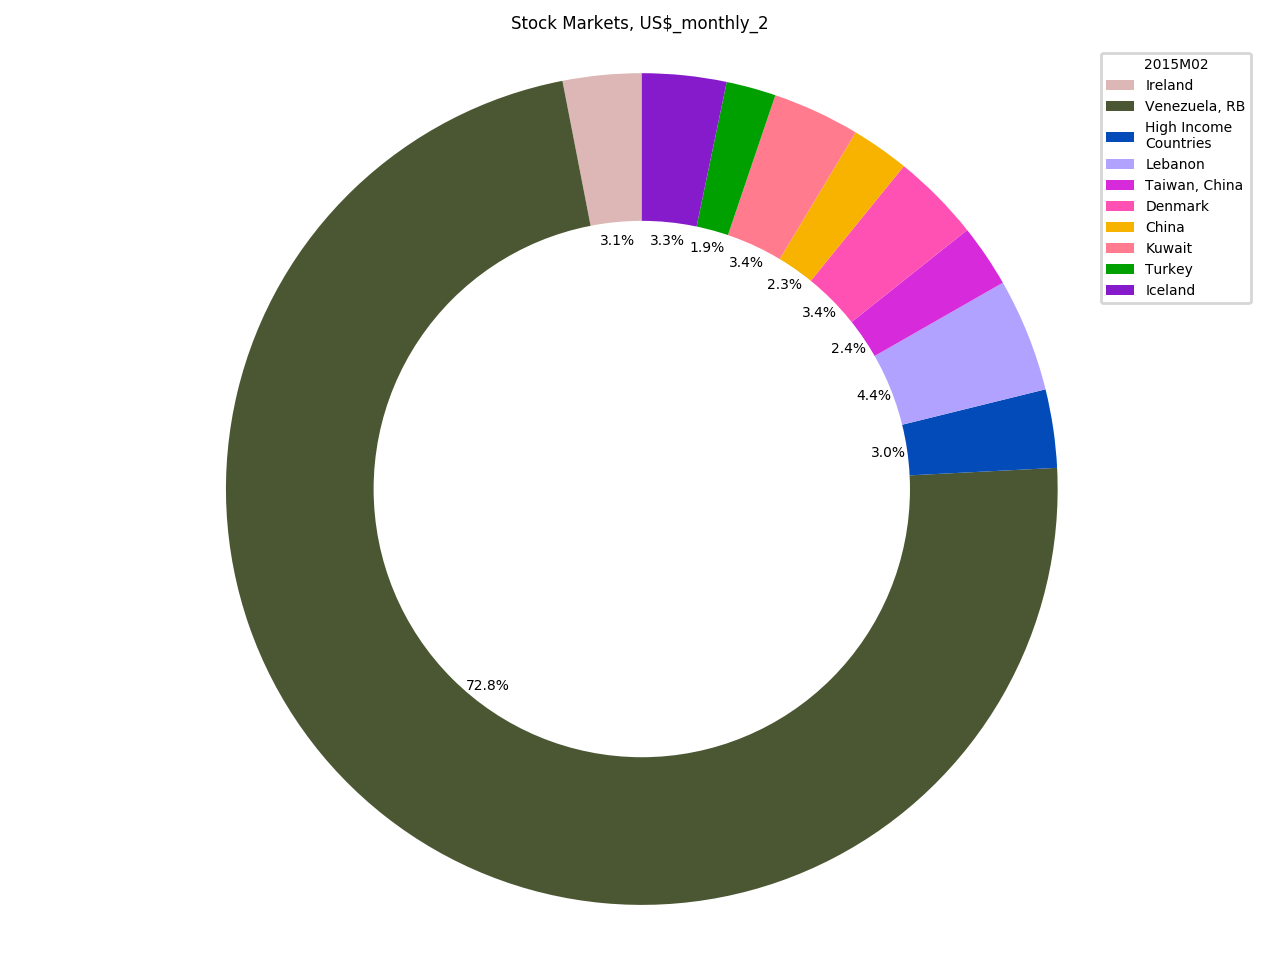 Stock Markets, US$_monthly_2
2015M02
Ireland
Venezuela, RB
High Income
Countries
Lebanon
Taiwan, China
Denmark
China
Kuwait
Turkey
Iceland
3.1%
3.3%
1.9%
3.4%
2.3%
3.4%
2.4%
4.4%
3.0%
72.8%